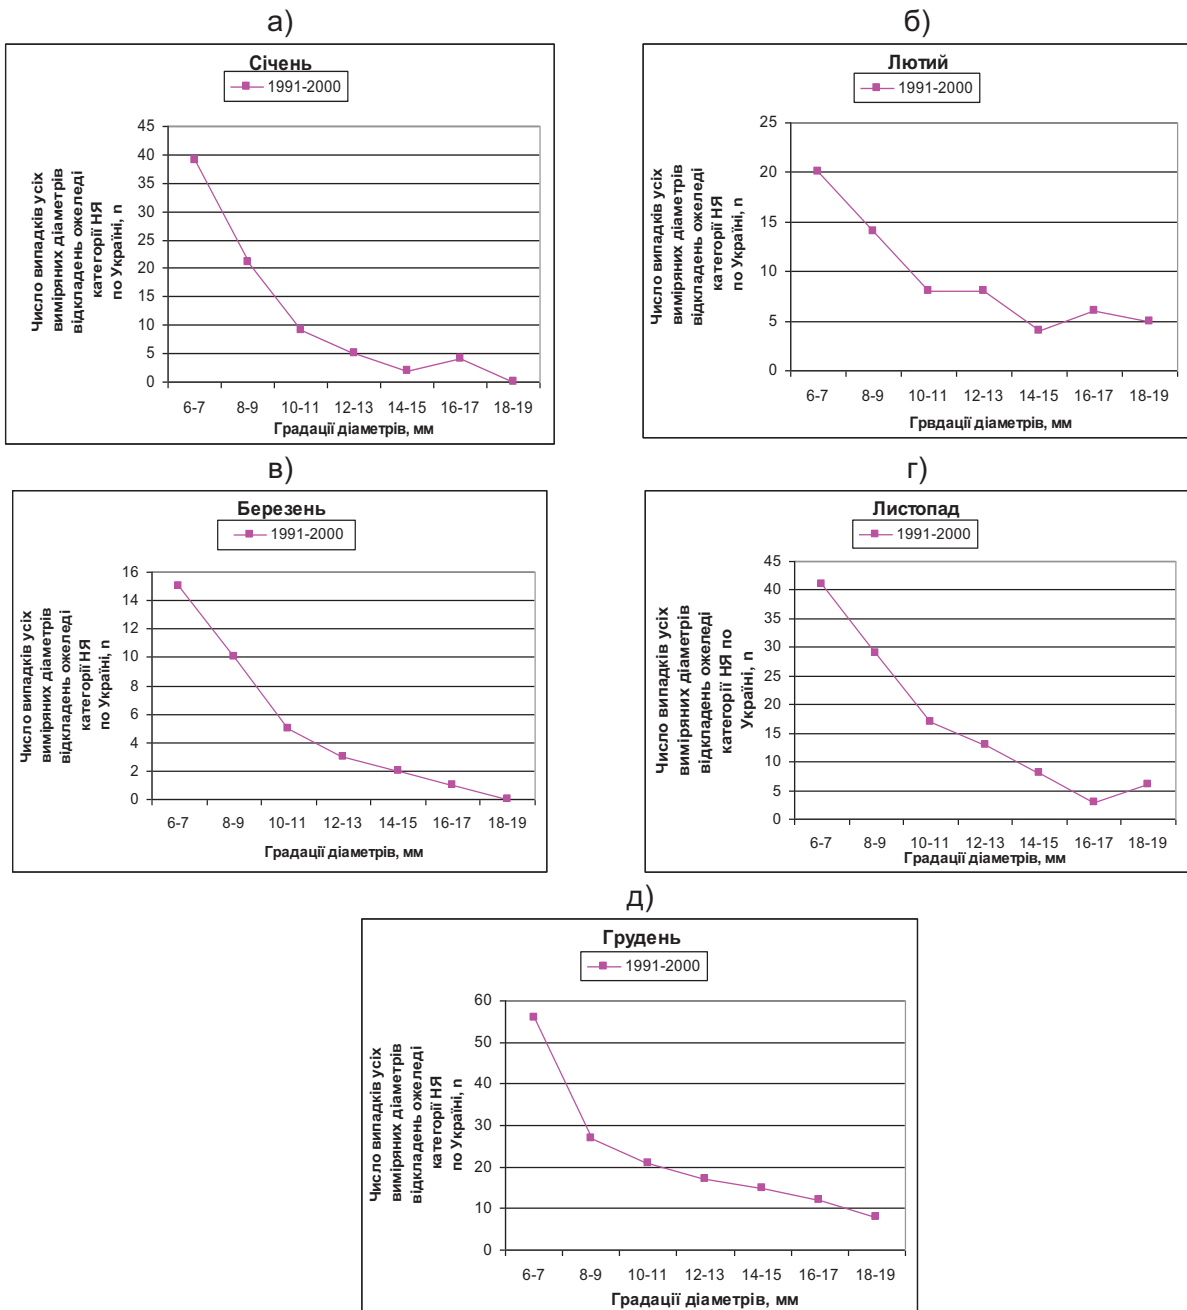 а)
Січень
1991-2000
Число випадків усіх
виміряних діаметрів
відкладень ожеледі
категорії НЯ
по Україні, n
45
40
35
30
25
20
15
10
5
0
6-7 8-9 10-11 12-13 14-15 16-17 18-19
Градації діаметрів, мм
б)
Лютий
1991-2000
Число випадків усіх
виміряних діаметрів
відкладень ожеледі
категорії НЯ
по Україні, n
25
20
15
10
5
0
6-7 8-9 10-11 12-13 14-15 16-17 18-19
Грвдації діаметрів, мм
в)
Березень
1991-2000
Число випадків усіх
виміряних діаметрів
відкладень ожеледі
категорії НЯ
по Україні, n
16
14
12
10
8
6
4
2
0
6-7 8-9 10-11 12-13 14-15 16-17 18-19
Градації діаметрів, мм
г)
Листопад
1991-2000
Число випадків усіх
виміряних діаметрів
відкладень ожеледі
категорії НЯ по
Україні, n
45
40
35
30
25
20
15
10
5
0
6-7 8-9 10-11 12-13 14-15 16-17 18-19
Градації діаметрів, мм
д)
Грудень
1991-2000
Число випадків усіх
виміряних діаметрів
відкладень ожеледі
категорії НЯ
по Україні, n
60
50
40
30
20
10
0
6-7 8-9 10-11 12-13 14-15 16-17 18-19
Градації діаметрів, мм